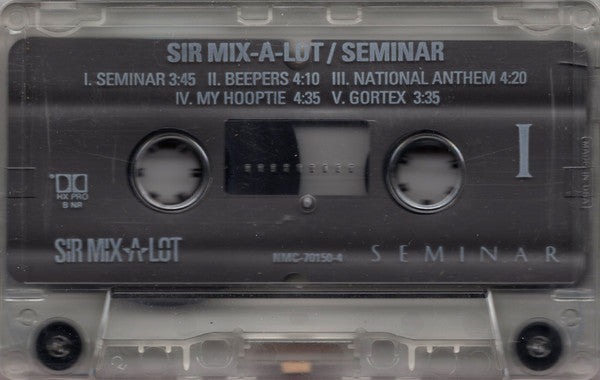 SIR MIX-A-LOT / SEMINAR
I. SEMINAR 3:45 II. BEEPERS 4:10 III. NATIONAL ANTHEM 4:20
IV. MY HOOPTIE 4:35 V. GORTEX 3:35
I
HX PRO
B NR
SIR MIX-A-LOT
NMC-70150-4
SEMINAR